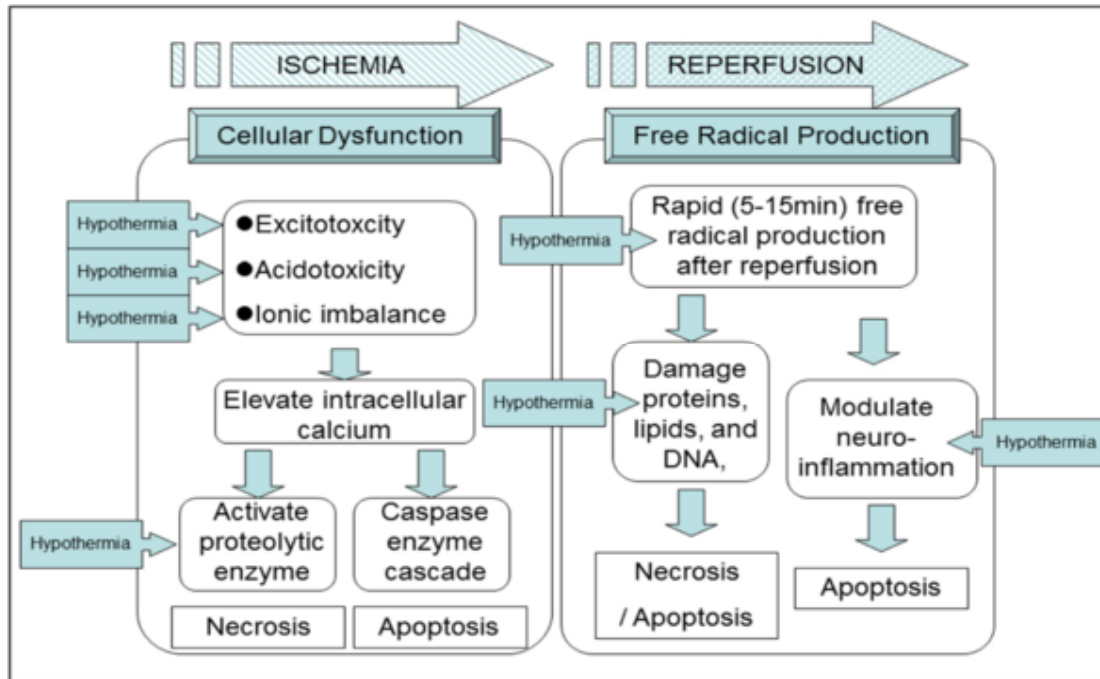 ISCHEMIA
REPERFUSION
Cellular Dysfunction
Free Radical Production
Hypothermia
Hypothermia
Hypothermia
●Excitotoxcity
●Acidotoxicity
●Ionic imbalance
Elevate intracellular
calcium
Hypothermia
Activate
proteolytic
enzyme
Caspase
enzyme
cascade
Necrosis
Apoptosis
Hypothermia
Rapid (5-15min) free
radical production
after reperfusion
Hypothermia
Damage
proteins,
lipids, and
DNA,
Modulate
neuro-
inflammation
Hypothermia
Necrosis
/ Apoptosis
Apoptosis